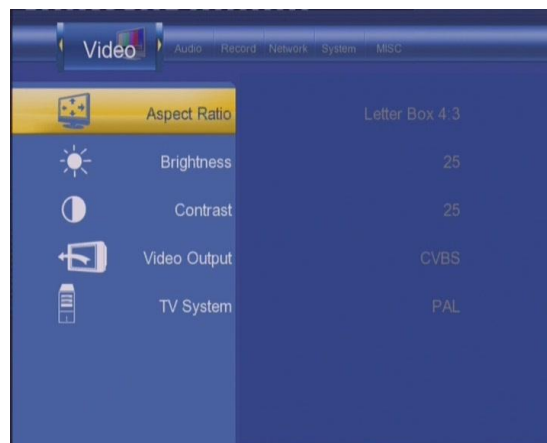 Video Audio Record Network System MISC
Aspect Ratio Letter Box 4:3
Brightness 25
Contrast 25
Video Output CVBS
TV System PAL